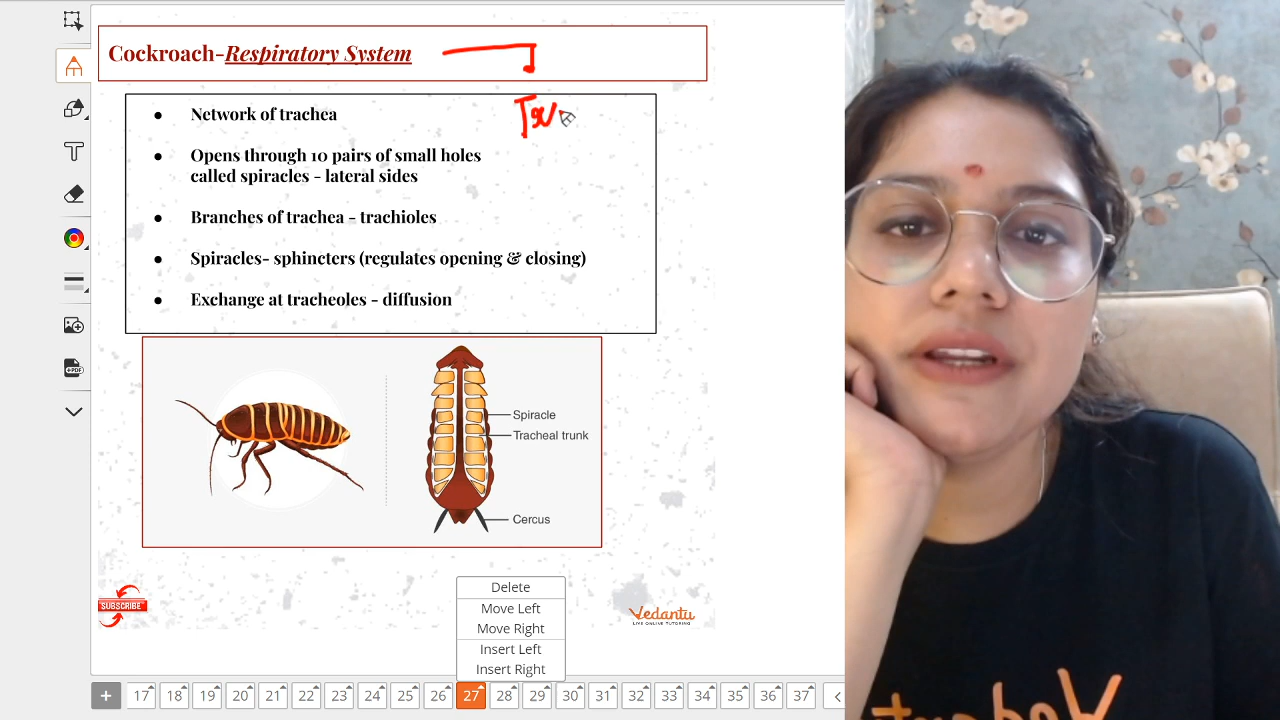 Cockroach-Respiratory System
Network of trachea
Opens through 10 pairs of small holes
called spiracles - lateral sides
Branches of trachea - trachioles
Spiracles- sphincters (regulates opening & closing)
Exchange at tracheoles - diffusion
Spiracle
Tracheal trunk
Cercus
SUBSCRIBE
Vedantu
LIVE ONLINE TUTORING
Delete
Move Left
Move Right
Insert Left
Insert Right
+ 17 18 19 20 21 22 23 24 25 26 27 28 29 30 31 32 33 34 35 36 37 <
T
+PDF